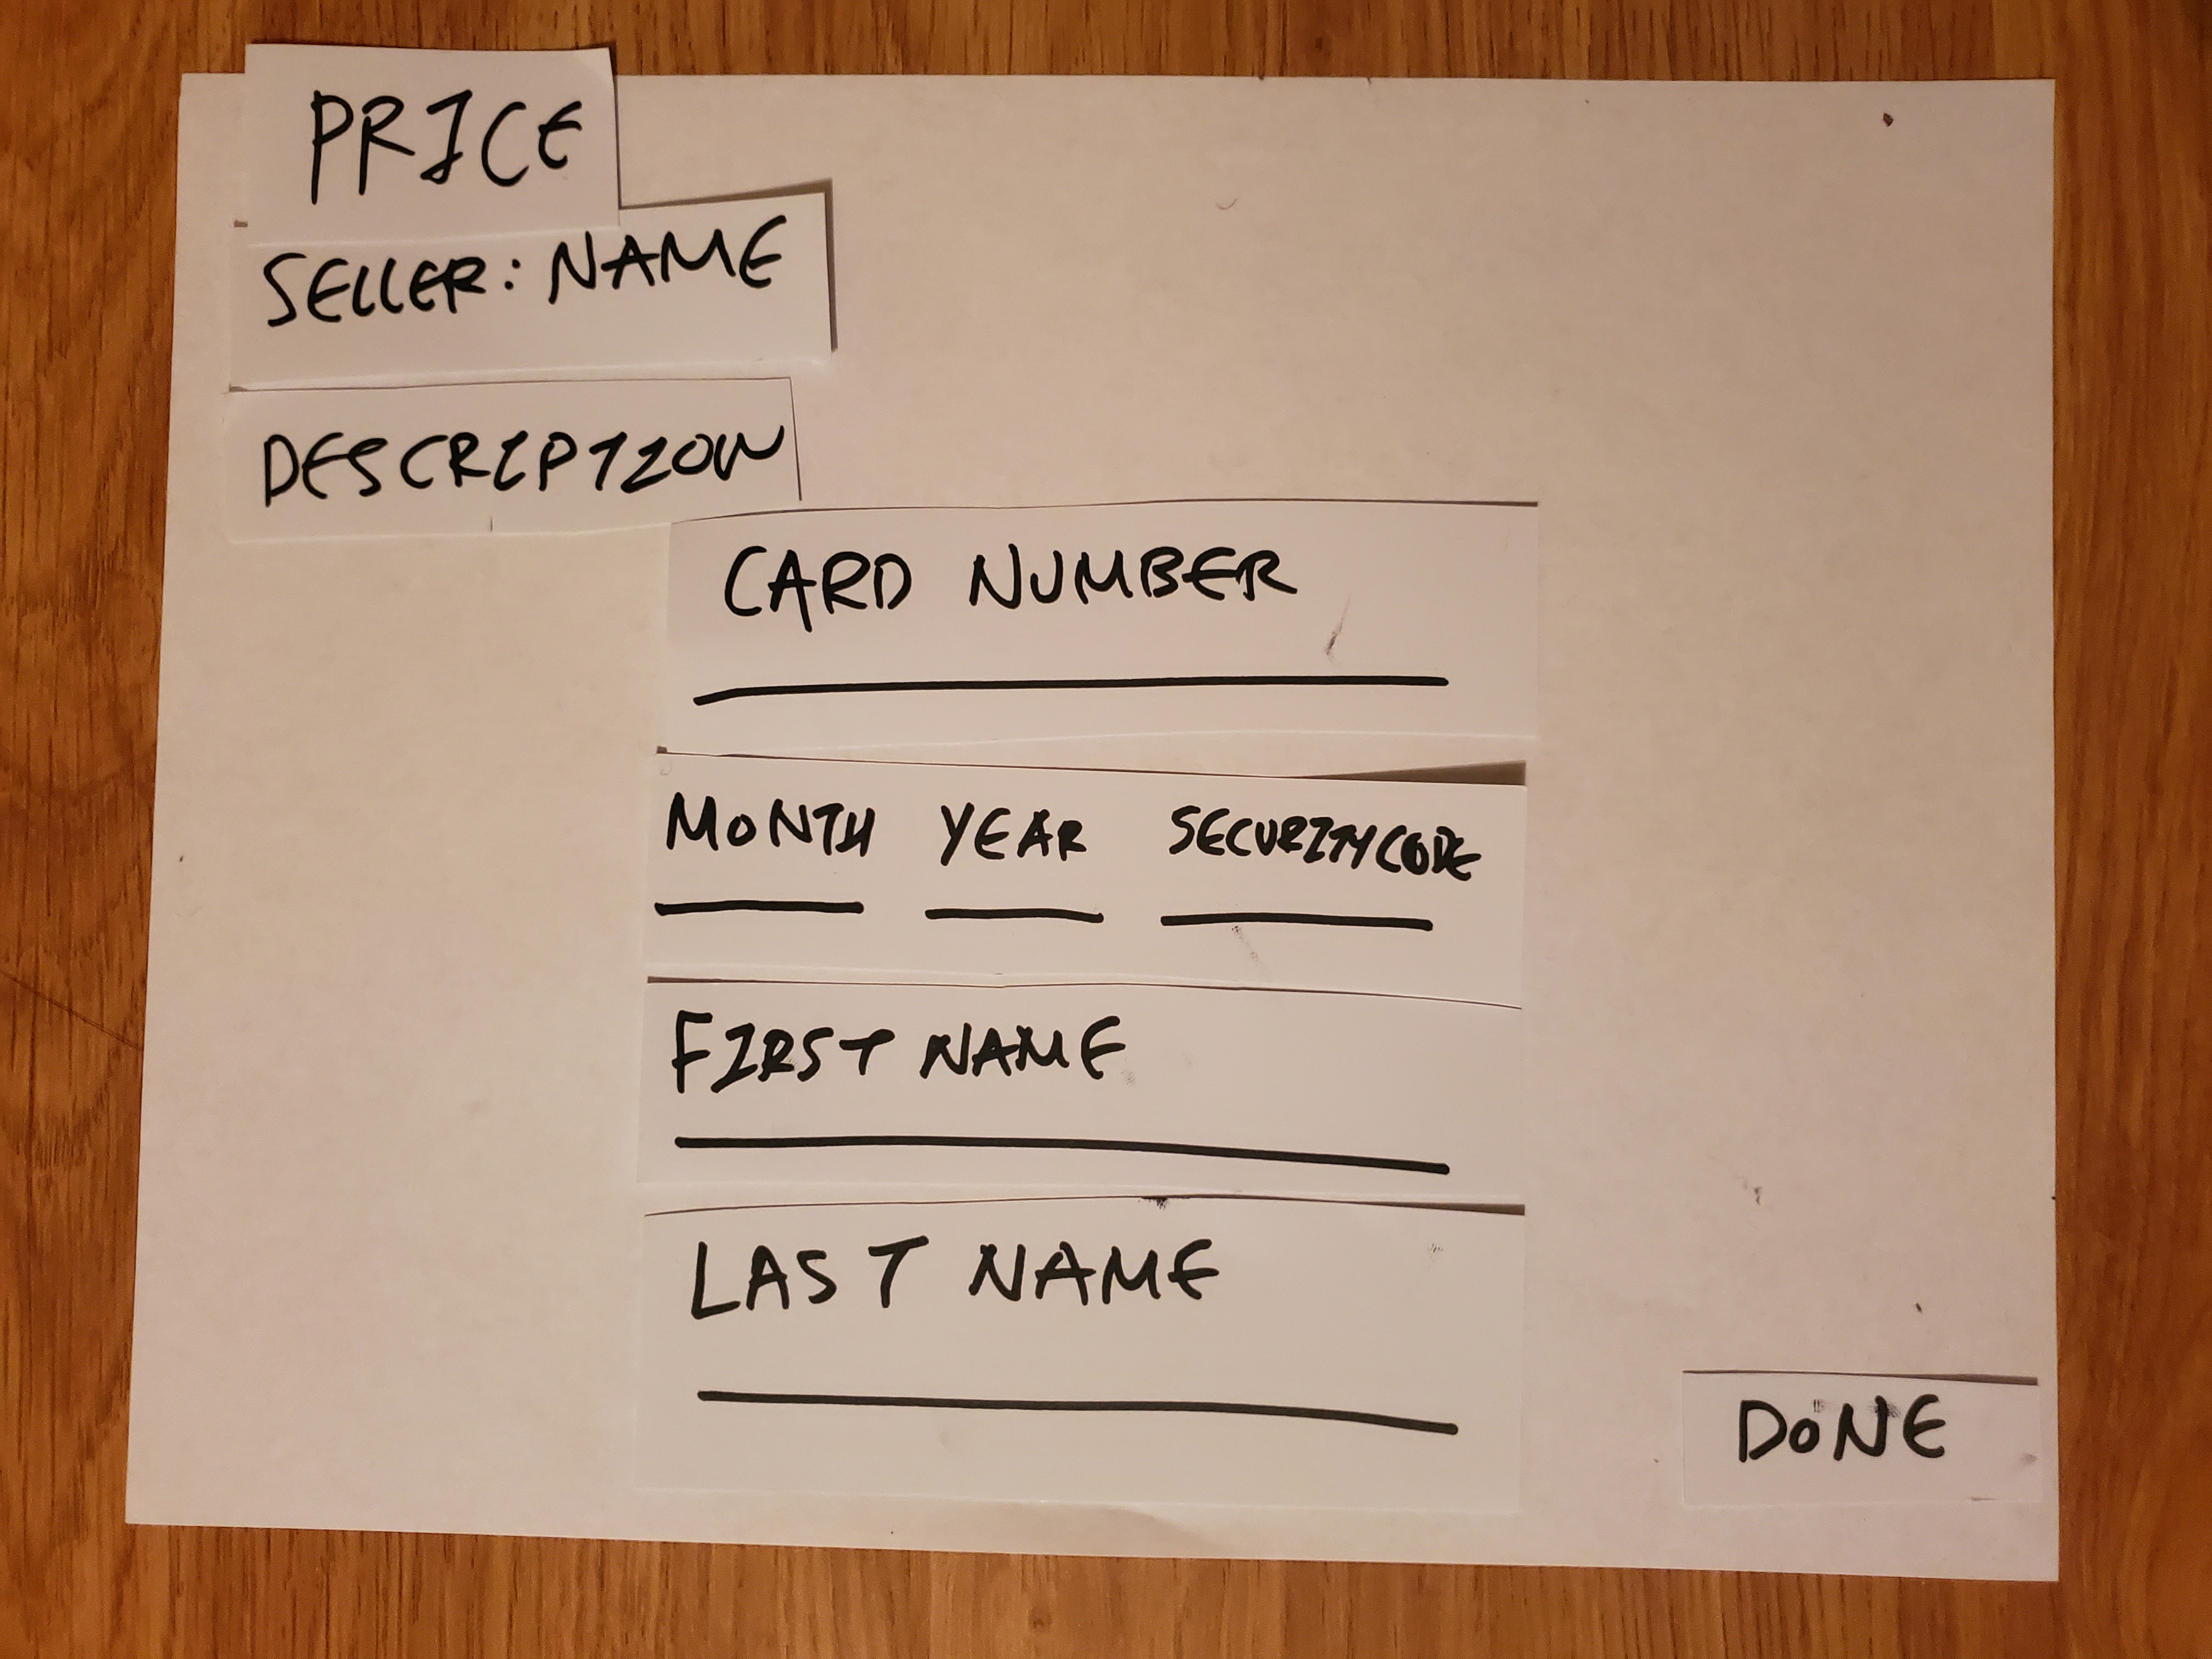 PRICE
SELLER: NAME
DESCRIPTION
CARD NUMBER
MONTH YEAR SECURITY CODE
FIRST NAME
LAST NAME
DONE